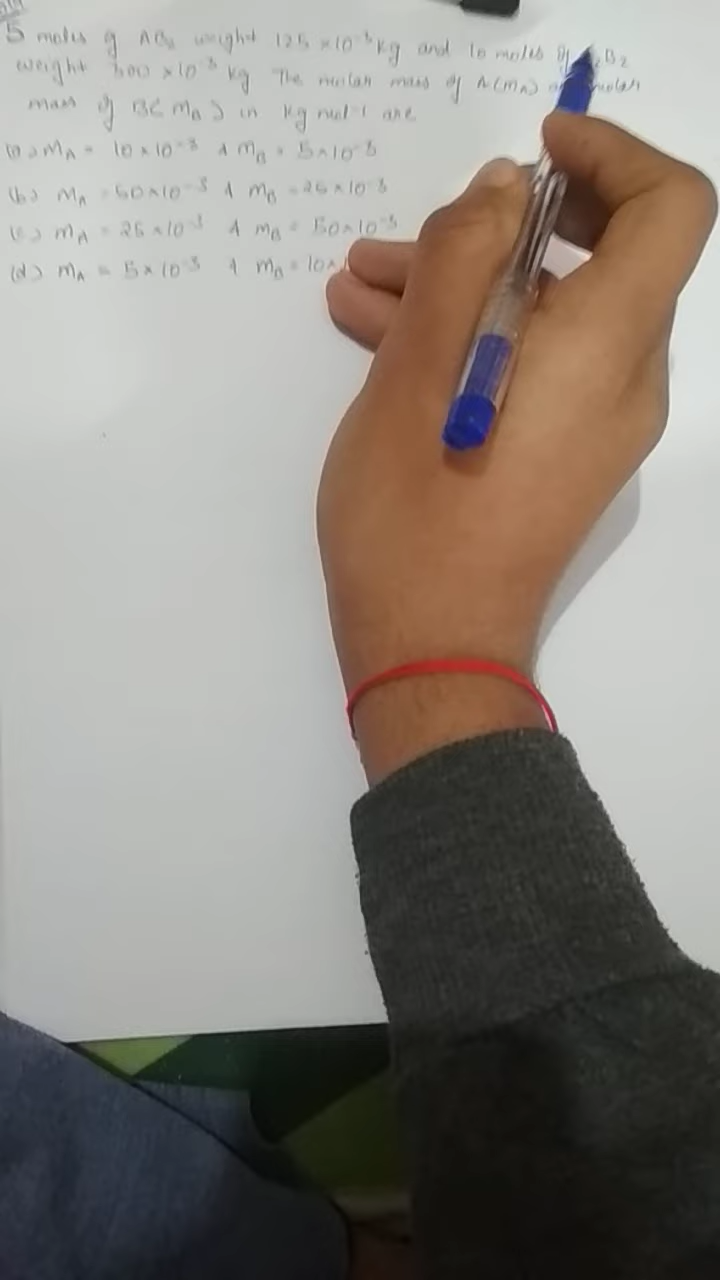 5 moles of AB₂ weight 125 × 10⁻³ kg and 10 moles of B₂
weight 300 × 10⁻³ kg The molar mass of A(MA) molar
mass of B(MB) in kg mol⁻¹ are
(a) MA = 10 × 10⁻³ & MB = 5 × 10⁻³
(b) MA = 50 × 10⁻³ & MB = 25 × 10⁻³
(c) MA = 25 × 10⁻³ & MB = 50 × 10⁻³
(d) MA = 5 × 10⁻³ & MB = 10 ×